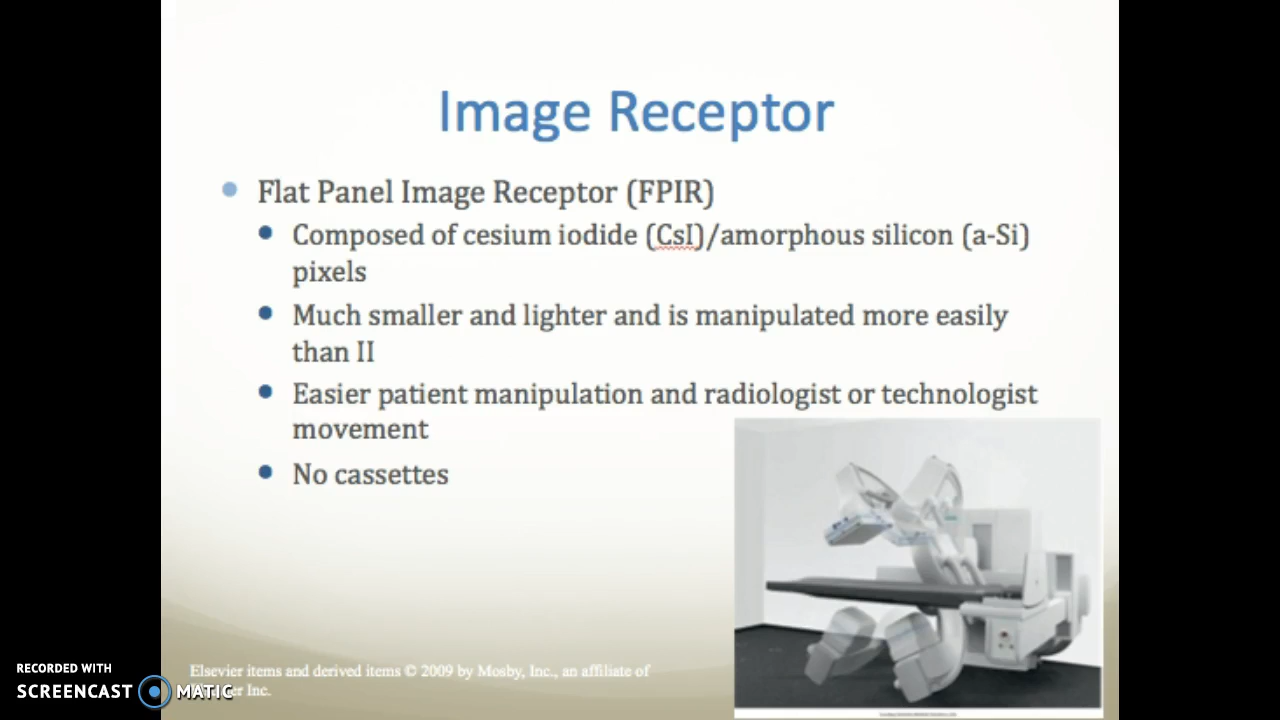 Image Receptor
Flat Panel Image Receptor (FPIR)
Composed of cesium iodide (CsI)/amorphous silicon (a-Si)
pixels
Much smaller and lighter and is manipulated more easily
than II
Easier patient manipulation and radiologist or technologist
movement
No cassettes
Elsevier items and derived items © 2009 by Mosby, Inc., an affiliate of
er Inc.
RECORDED WITH
SCREENCAST MATIC